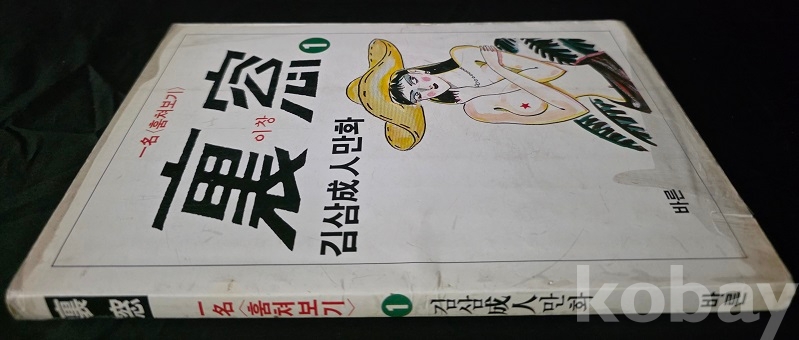 一名〈훔쳐보기〉
裏窓 1
이창
김삼成人만화
바른
裏窓 一名〈훔쳐보기〉 1 김삼成人만화 바른
kobay